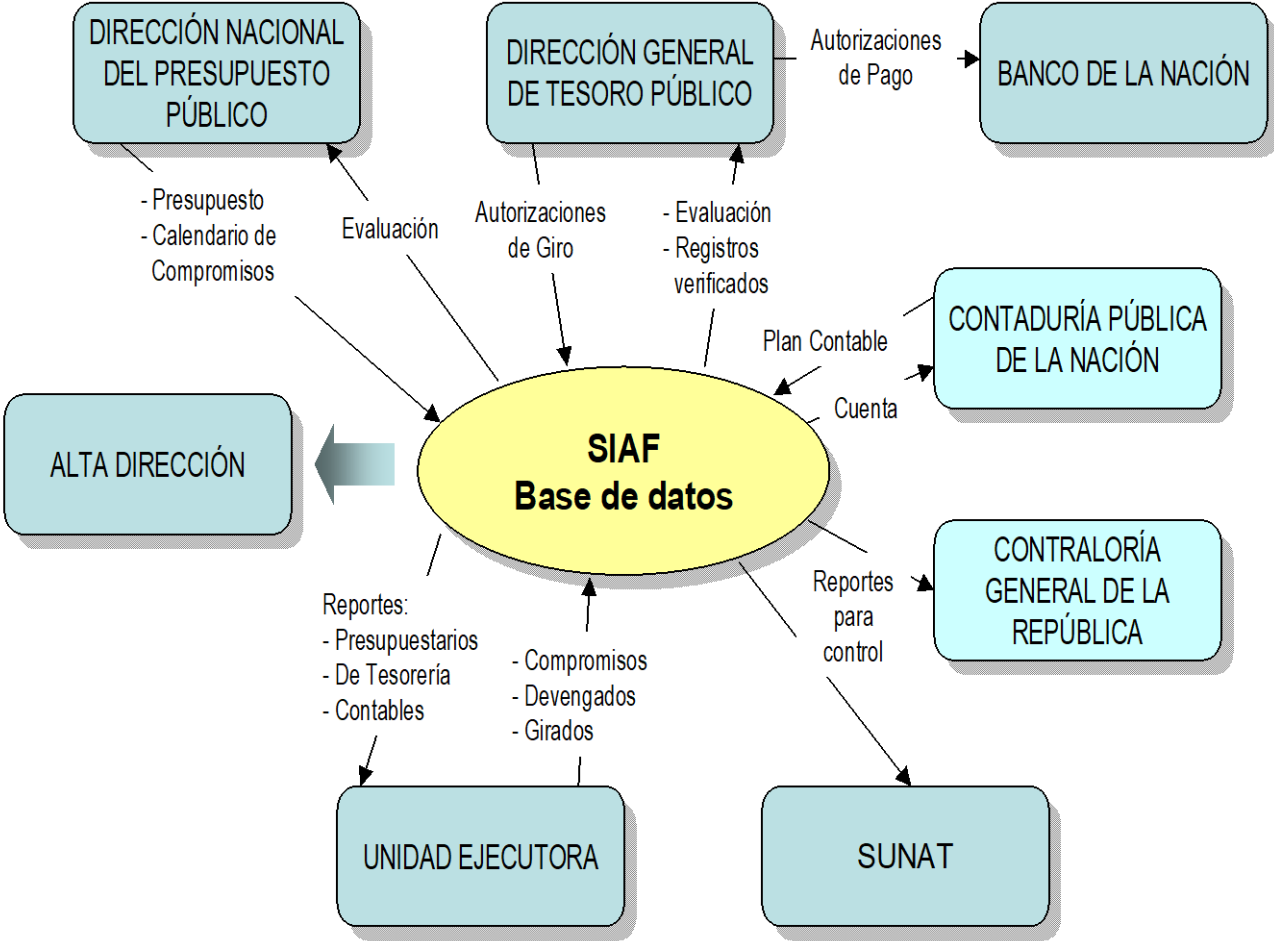 DIRECCIÓN NACIONAL
DEL PRESUPUESTO
PÚBLICO
DIRECCIÓN GENERAL
DE TESORO PÚBLICO
Autorizaciones
de Pago
BANCO DE LA NACIÓN
- Presupuesto
- Calendario de
Compromisos
Evaluación
Autorizaciones
de Giro
- Evaluación
- Registros
verificados
CONTADURÍA PÚBLICA
DE LA NACIÓN
Plan Contable
Cuenta
ALTA DIRECCIÓN
SIAF
Base de datos
CONTRALORÍA
GENERAL DE LA
REPÚBLICA
Reportes
para
control
Reportes:
- Presupuestarios
- De Tesorería
- Contables
- Compromisos
- Devengados
- Girados
UNIDAD EJECUTORA
SUNAT